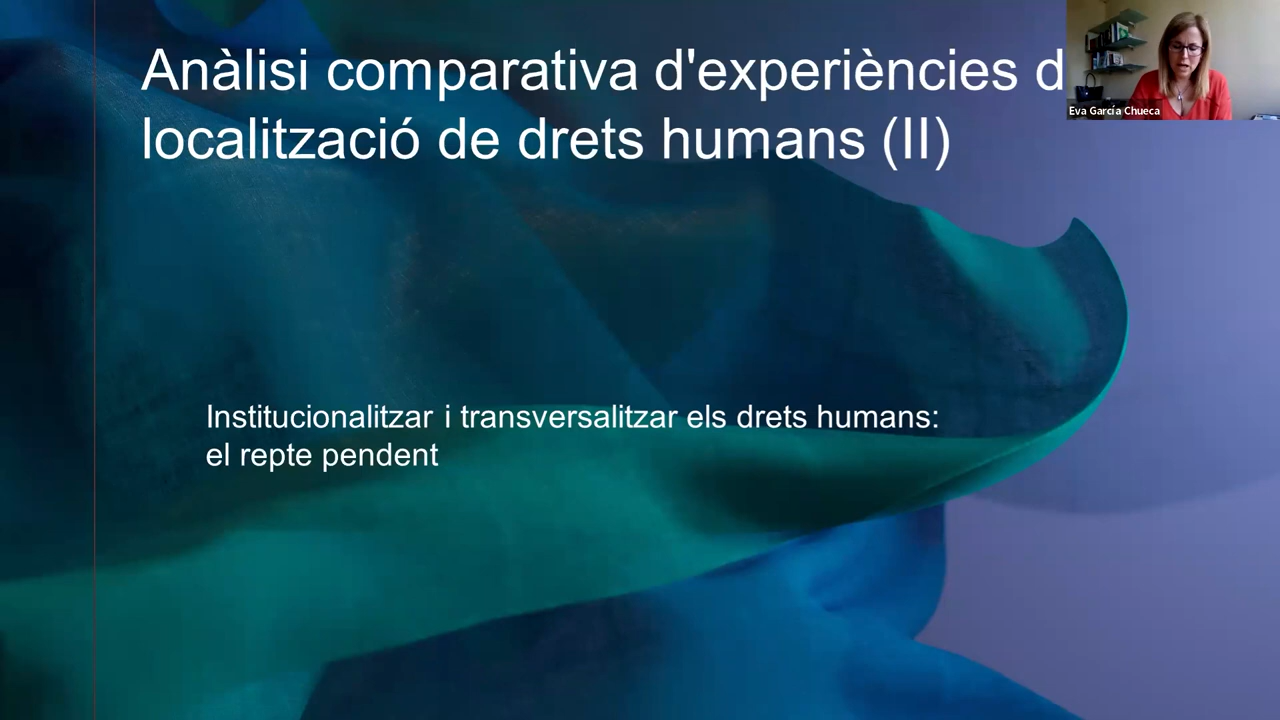 Anàlisi comparativa d'experiències d
localització de drets humans (II)
Eva García Chueca
Institucionalitzar i transversalitzar els drets humans:
el repte pendent